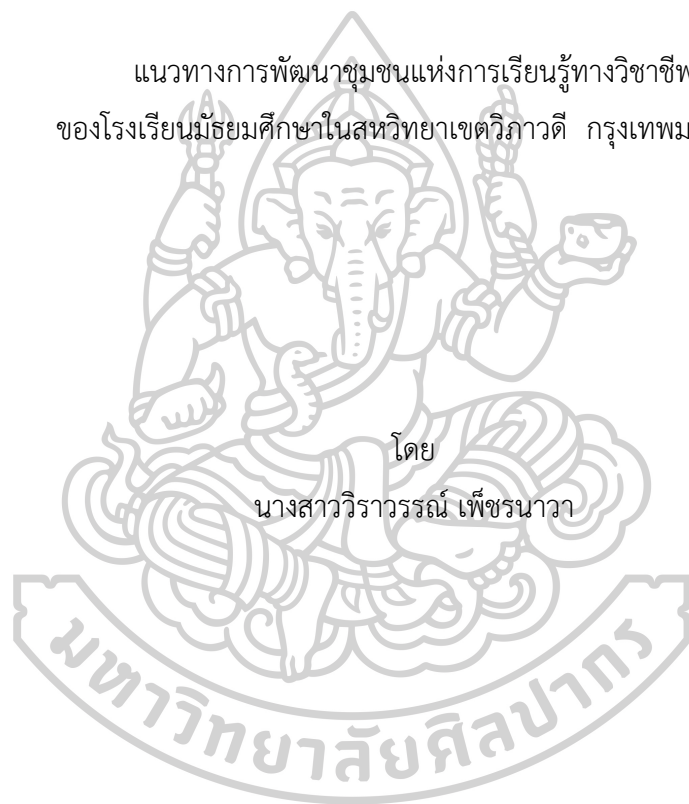 แนวทางการพัฒนาชุมชนแห่งการเรียนรู้ทางวิชาชีพ
ของโรงเรียนมัธยมศึกษาในสหวิทยาเขตวิภาวดี กรุงเทพม
โดย
นางสาววิราวรรณ์ เพ็ชรนาวา
มหาวิทยาลัยศิลปากร